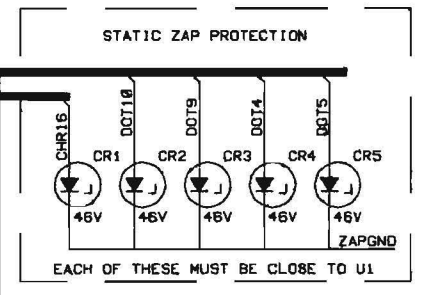 STATIC ZAP PROTECTION
CHR16 DOT10 DOT9 DOT4 DOT5
CR1 CR2 CR3 CR4 CR5
46V 46V 46V 46V 46V
ZAPGND
EACH OF THESE MUST BE CLOSE TO U1